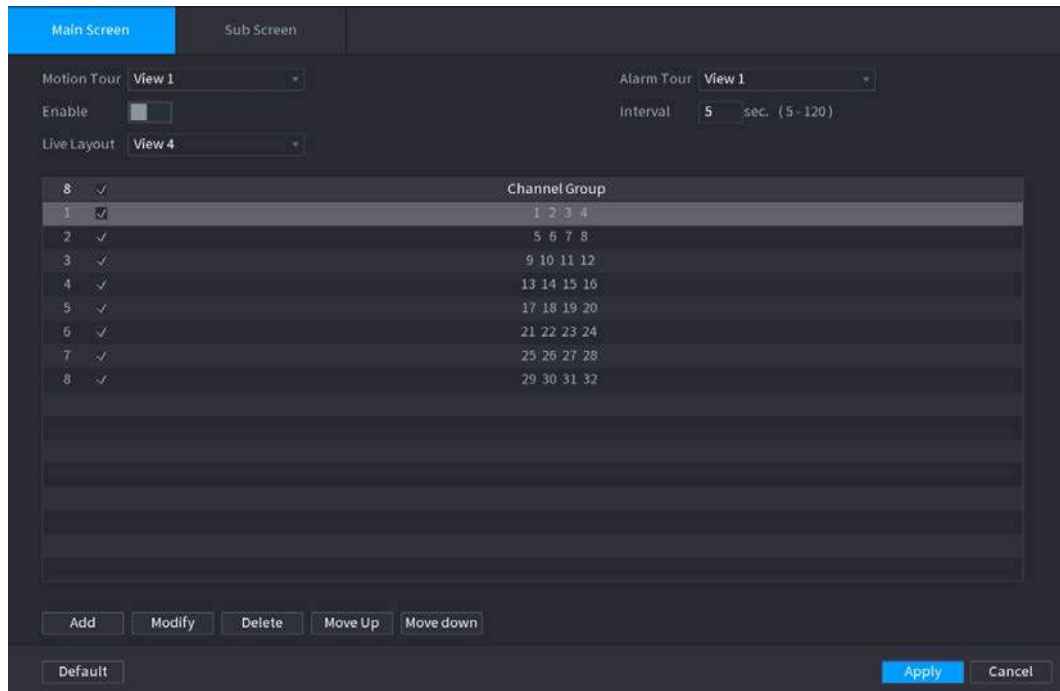 Main Screen Sub Screen
Motion Tour View 1 Alarm Tour View 1
Enable Interval 5 sec. (5-120)
Live Layout View 4
8 Channel Group
1 1 2 3 4
2 5 6 7 8
3 9 10 11 12
4 13 14 15 16
5 17 18 19 20
6 21 22 23 24
7 25 26 27 28
8 29 30 31 32
Add Modify Delete Move Up Move down
Default Apply Cancel